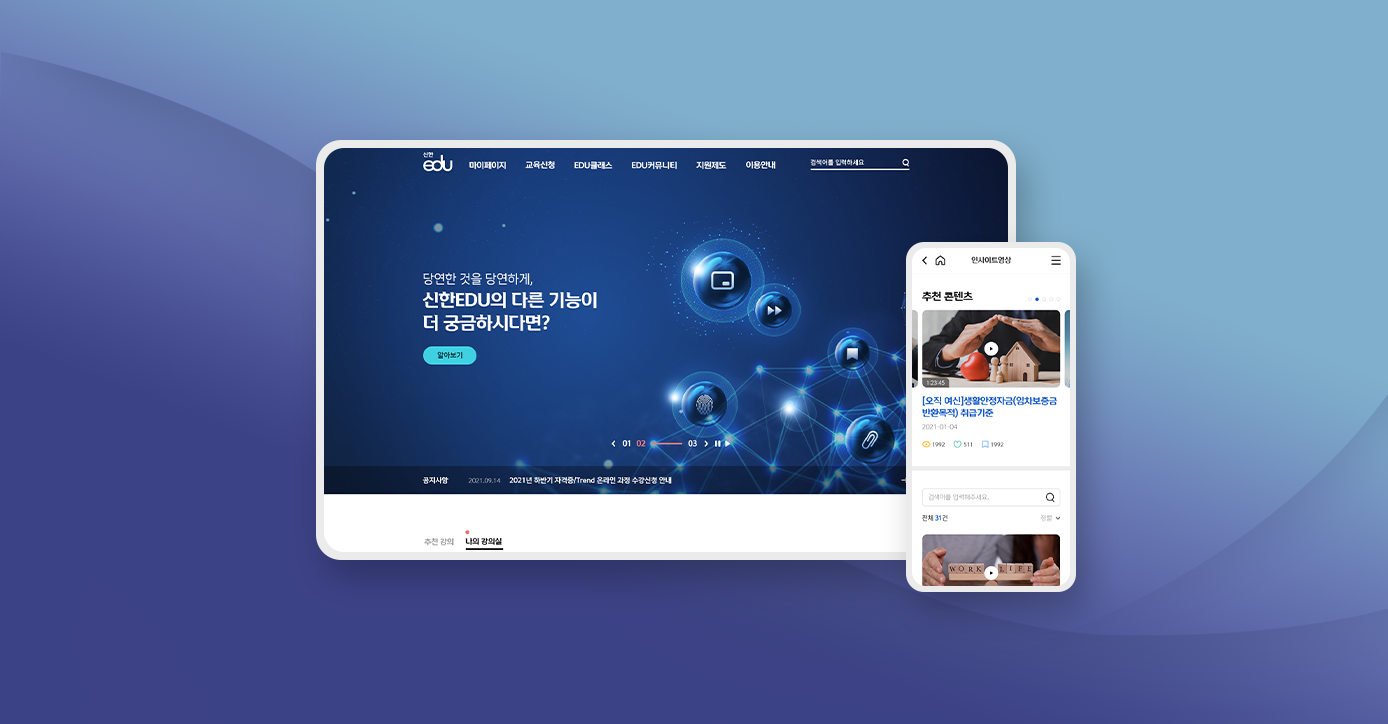 신한
edu
마이페이지 교육신청 EDU클래스 EDU커뮤니티 지원제도 이용안내
검색어를 입력하세요
당연한 것을 당연하게,
신한EDU의 다른 기능이
더 궁금하시다면?
알아보기
01 02 03
공지사항 2021.09.14 2021년 하반기 자격증/Trend 온라인 과정 수강신청 안내
추천 강의 나의 강의실
인사이트영상
추천 콘텐츠
1:23:45
[오직 여신]생활안정자금(임차보증금
반환목적) 취급기준
2021-01-04
1992 511 1992
검색어를 입력해주세요.
전체 31건 정렬
WORK LIFE